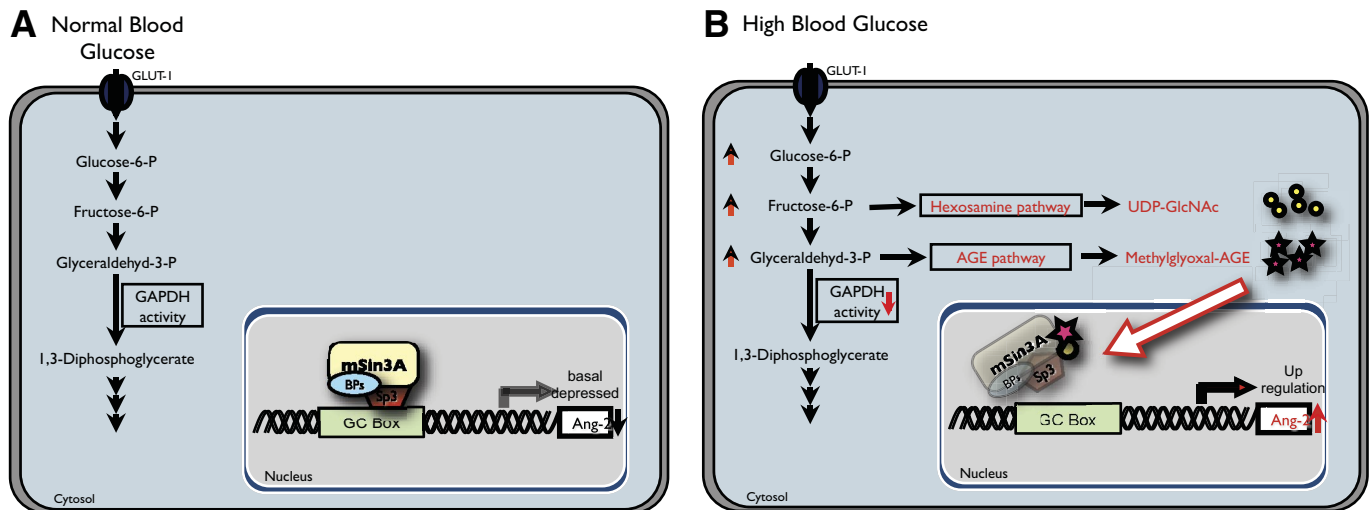 A Normal Blood
Glucose
GLUT-1
Glucose-6-P
Fructose-6-P
Glyceraldehyd-3-P
GAPDH
activity
1,3-Diphosphoglycerate
mSin3A
BPs
Sp3
GC Box
basal
depressed
Ang-2
Nucleus
Cytosol
B High Blood Glucose
GLUT-1
Glucose-6-P
Fructose-6-P
Hexosamine pathway
UDP-GlcNAc
Glyceraldehyd-3-P
AGE pathway
Methylglyoxal-AGE
GAPDH
activity
1,3-Diphosphoglycerate
mSin3A
BPs
Sp3
GC Box
Up
regulation
Ang-2
Nucleus
Cytosol